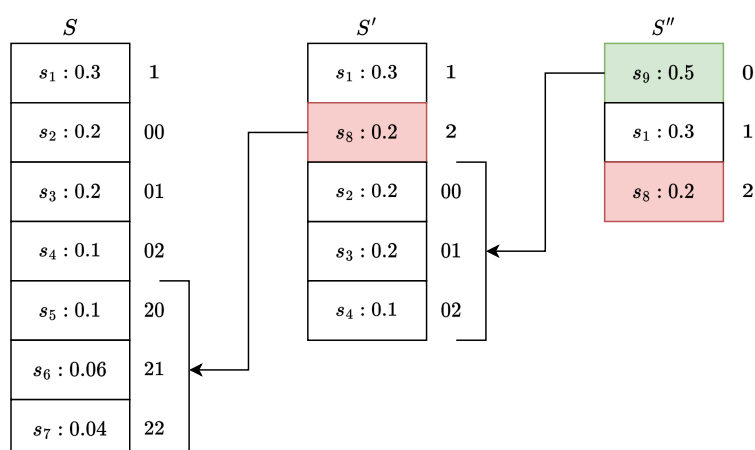 S S′ S″
s₁ : 0.3 1 s₁ : 0.3 1 s₉ : 0.5 0
s₂ : 0.2 00 s₈ : 0.2 2 s₁ : 0.3 1
s₃ : 0.2 01 s₂ : 0.2 00 s₈ : 0.2 2
s₄ : 0.1 02 s₃ : 0.2 01
s₅ : 0.1 20 s₄ : 0.1 02
s₆ : 0.06 21
s₇ : 0.04 22